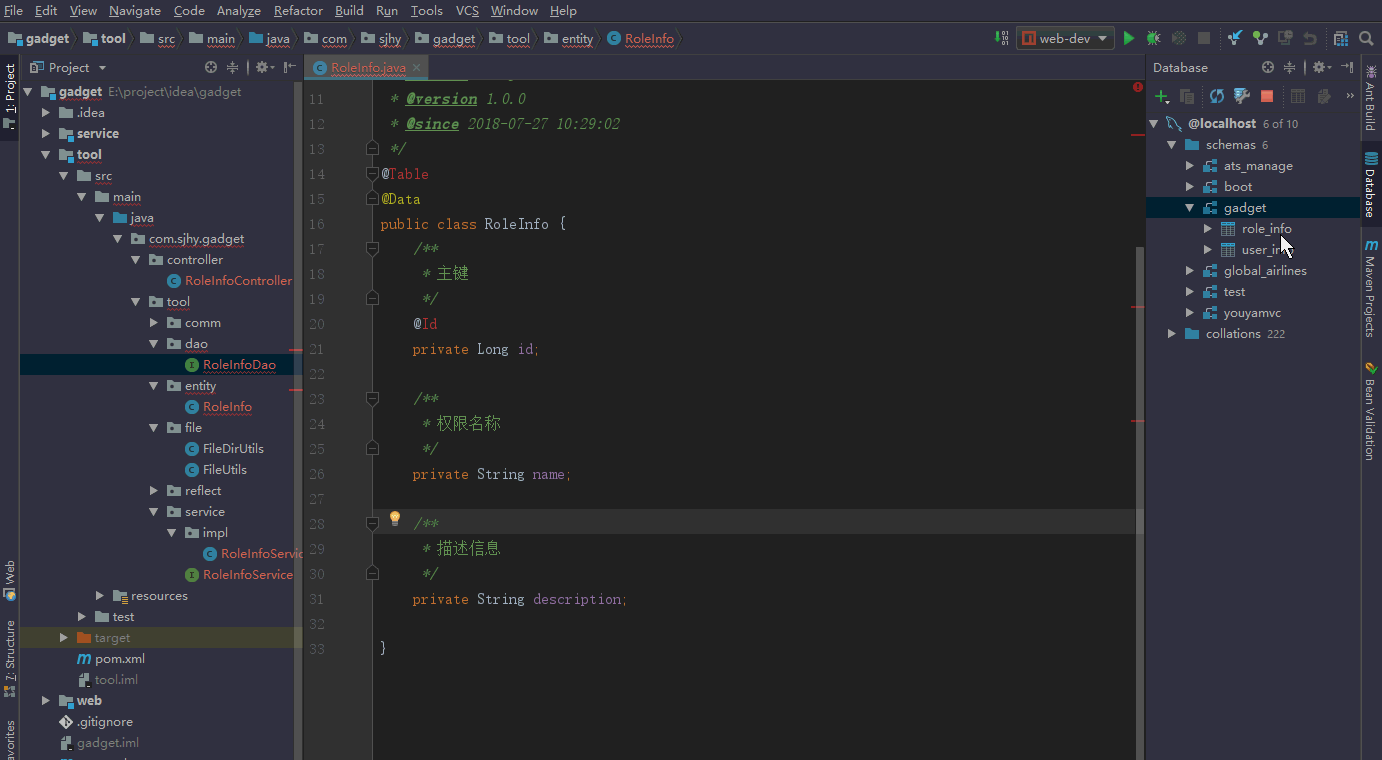 File Edit View Navigate Code Analyze Refactor Build Run Tools VCS Window Help
gadget tool src main java com sjhy gadget tool entity RoleInfo web-dev
1: Project
Web
7: Structure
avorites
Project
gadget E:\project\idea\gadget
.idea
service
tool
src
main
java
com.sjhy.gadget
controller
RoleInfoController
tool
comm
dao
RoleInfoDao
entity
RoleInfo
file
FileDirUtils
FileUtils
reflect
service
impl
RoleInfoServic
RoleInfoService
resources
test
target
pom.xml
tool.iml
web
.gitignore
gadget.iml
RoleInfo.java
11 * @version 1.0.0
12 * @since 2018-07-27 10:29:02
13 */
14 @Table
15 @Data
16 public class RoleInfo {
17 /**
18 * 主键
19 */
20 @Id
21 private Long id;
22
23 /**
24 * 权限名称
25 */
26 private String name;
27
28 /**
29 * 描述信息
30 */
31 private String description;
32
33 }
Database
@localhost 6 of 10
schemas 6
ats_manage
boot
gadget
role_info
user_in
global_airlines
test
youyamvc
collations 222
Ant Build
Database
Maven Projects
Bean Validation